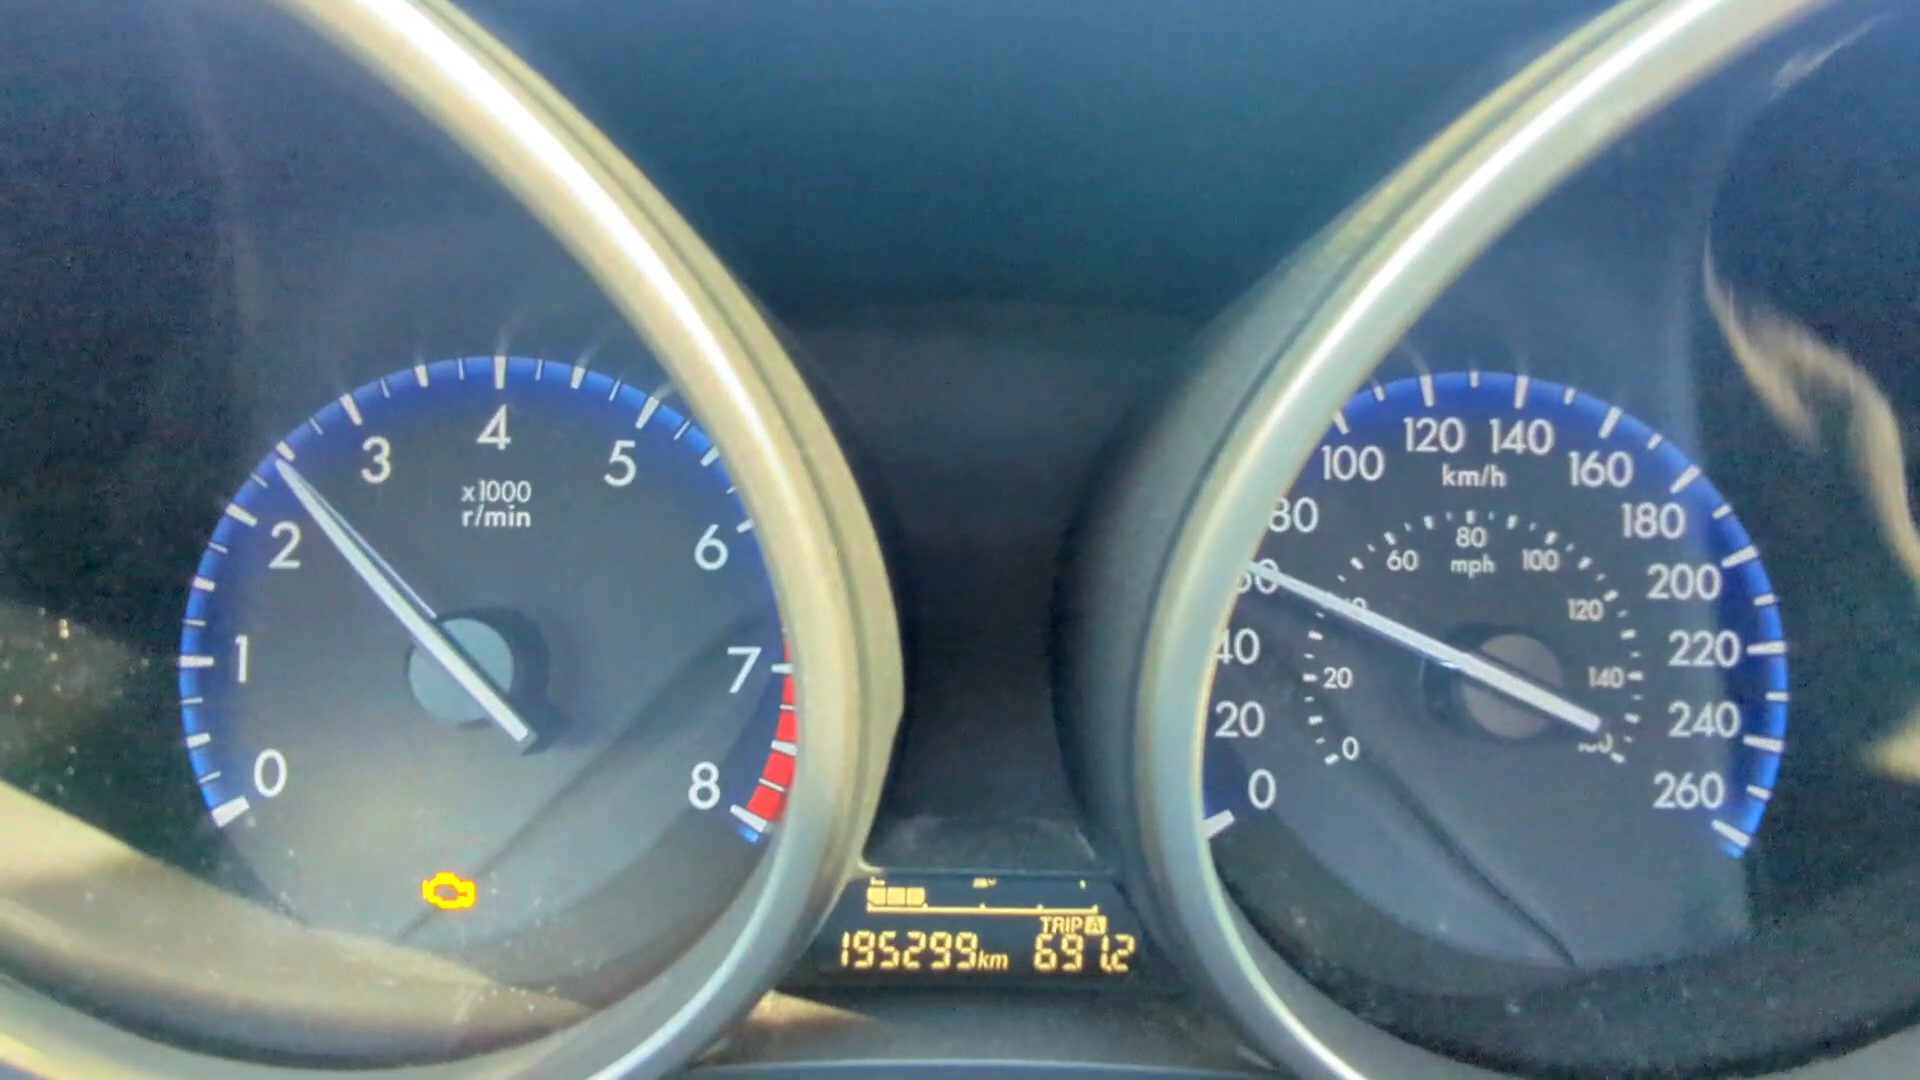 0 1 2 3 4 5 6 7 8
x1000
r/min
0 20 40 60 80 100 120 140 160 180 200 220 240 260
km/h
0 20 60 80 100 120 140
mph
TRIP A
195299km 691.2